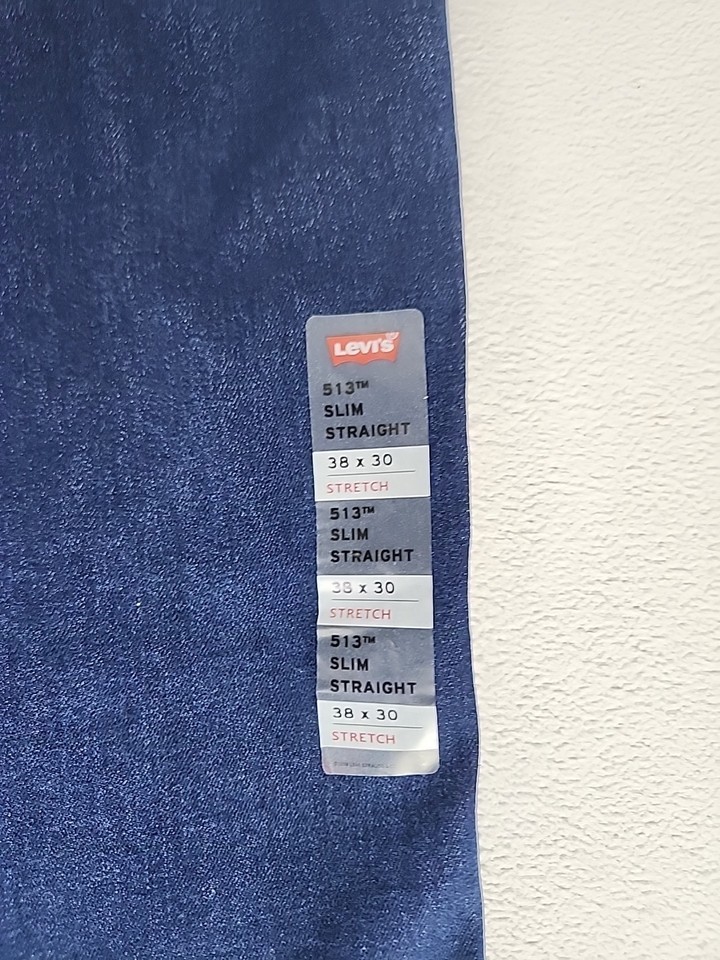 Levi's
513™
SLIM
STRAIGHT
38 x 30
STRETCH
513™
SLIM
STRAIGHT
38 x 30
STRETCH
513™
SLIM
STRAIGHT
38 x 30
STRETCH